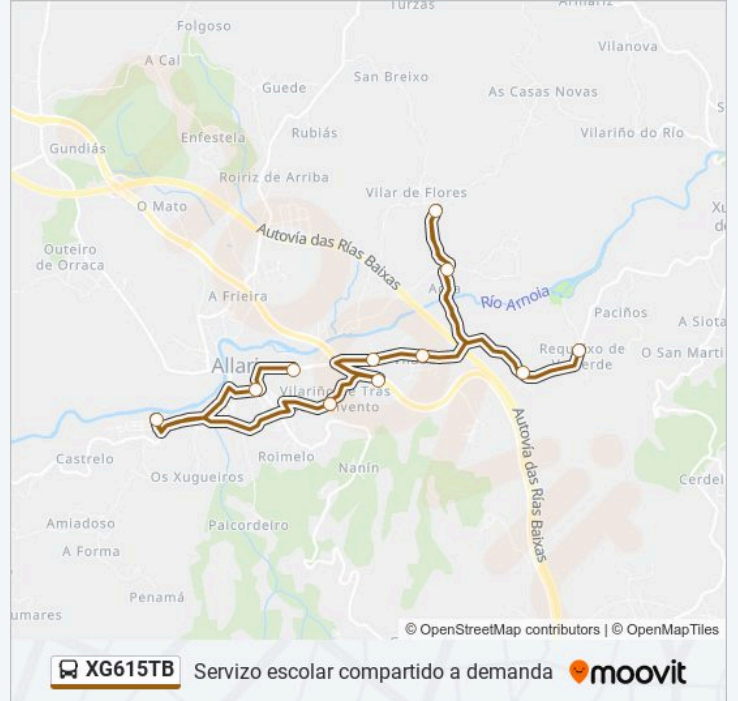 Turzas
Folgoso
Vilanova
A Cal
San Breixo
Guede
As Casas Novas
Rubiás
Vilariño do Río
Enfestela
Gundiás
Roiriz de Arriba
Vilar de Flores
O Mato
Autovía das Rías Baixas
Outeiro
de Orraca
Río Arnoia
A Frieira
Paciños
A Siota
O San Marti
Allari
Vilariño de Tras
Castrelo
Roimelo
Nanín
Os Xugueiros
Autovía das Rías Baixas
Cerdei
Amiadoso
Paicordeiro
A Forma
Penamá
umares
© OpenStreetMap contributors | © OpenMapTiles
XG615TB Servizo escolar compartido a demanda moovit